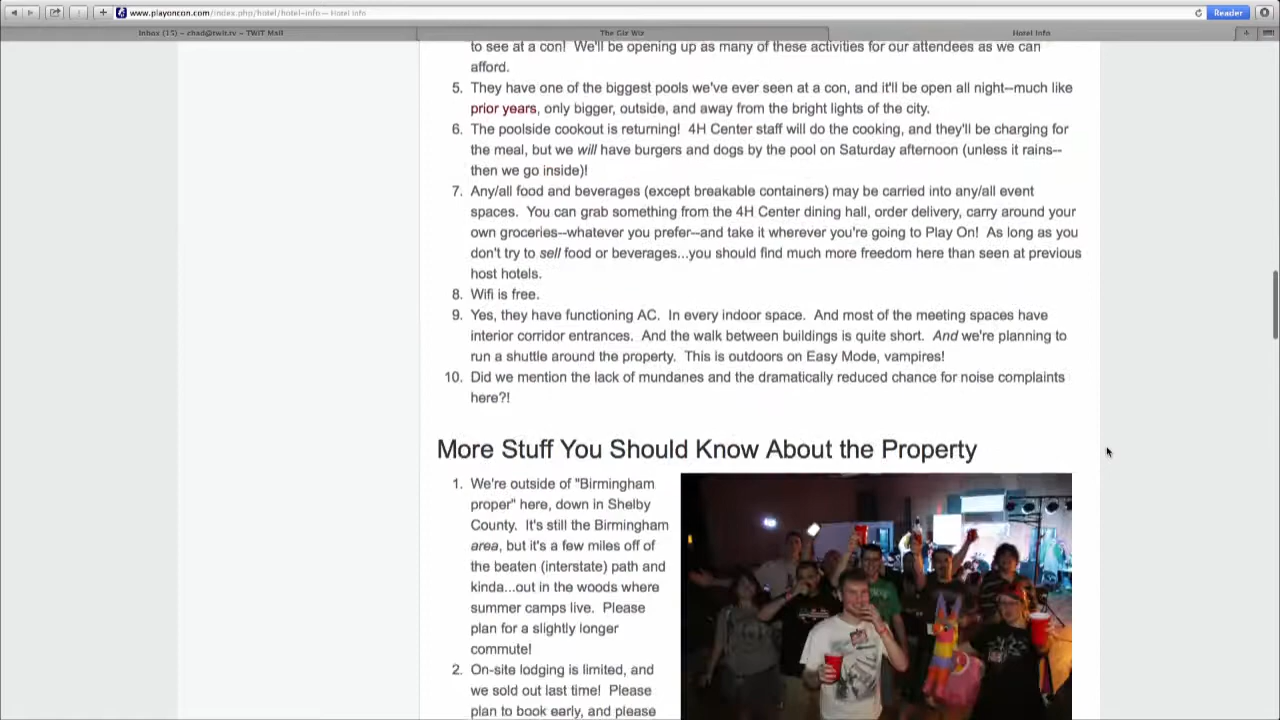 www.playoncon.com/index.php/hotel/hotel-info — Hotel Info
Reader
Inbox (15) – chad@twit.tv – TWiT Mail
The Giz Wiz
Hotel Info
to see at a con! We'll be opening up as many of these activities for our attendees as we can
afford.
5. They have one of the biggest pools we've ever seen at a con, and it'll be open all night--much like
prior years, only bigger, outside, and away from the bright lights of the city.
6. The poolside cookout is returning! 4H Center staff will do the cooking, and they'll be charging for
the meal, but we will have burgers and dogs by the pool on Saturday afternoon (unless it rains--
then we go inside)!
7. Any/all food and beverages (except breakable containers) may be carried into any/all event
spaces. You can grab something from the 4H Center dining hall, order delivery, carry around your
own groceries--whatever you prefer--and take it wherever you're going to Play On! As long as you
don't try to sell food or beverages...you should find much more freedom here than seen at previous
host hotels.
8. Wifi is free.
9. Yes, they have functioning AC. In every indoor space. And most of the meeting spaces have
interior corridor entrances. And the walk between buildings is quite short. And we're planning to
run a shuttle around the property. This is outdoors on Easy Mode, vampires!
10. Did we mention the lack of mundanes and the dramatically reduced chance for noise complaints
here?!
More Stuff You Should Know About the Property
1. We're outside of "Birmingham
proper" here, down in Shelby
County. It's still the Birmingham
area, but it's a few miles off of
the beaten (interstate) path and
kinda...out in the woods where
summer camps live. Please
plan for a slightly longer
commute!
2. On-site lodging is limited, and
we sold out last time! Please
plan to book early, and please